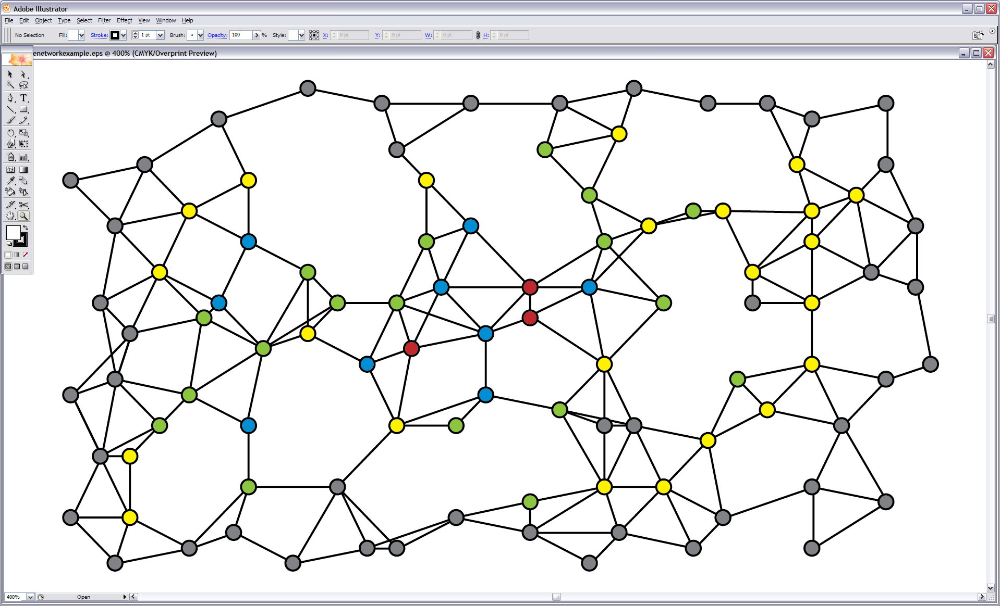 Adobe Illustrator
File Edit Object Type Select Filter Effect View Window Help
No Selection Fill: Stroke: 1 pt Brush: Opacity: 100 % Style: X: 0 pt Y: 0 pt W: 0 pt H: 0 pt
enetworkexample.eps @ 400% (CMYK/Overprint Preview)
T
400% Open